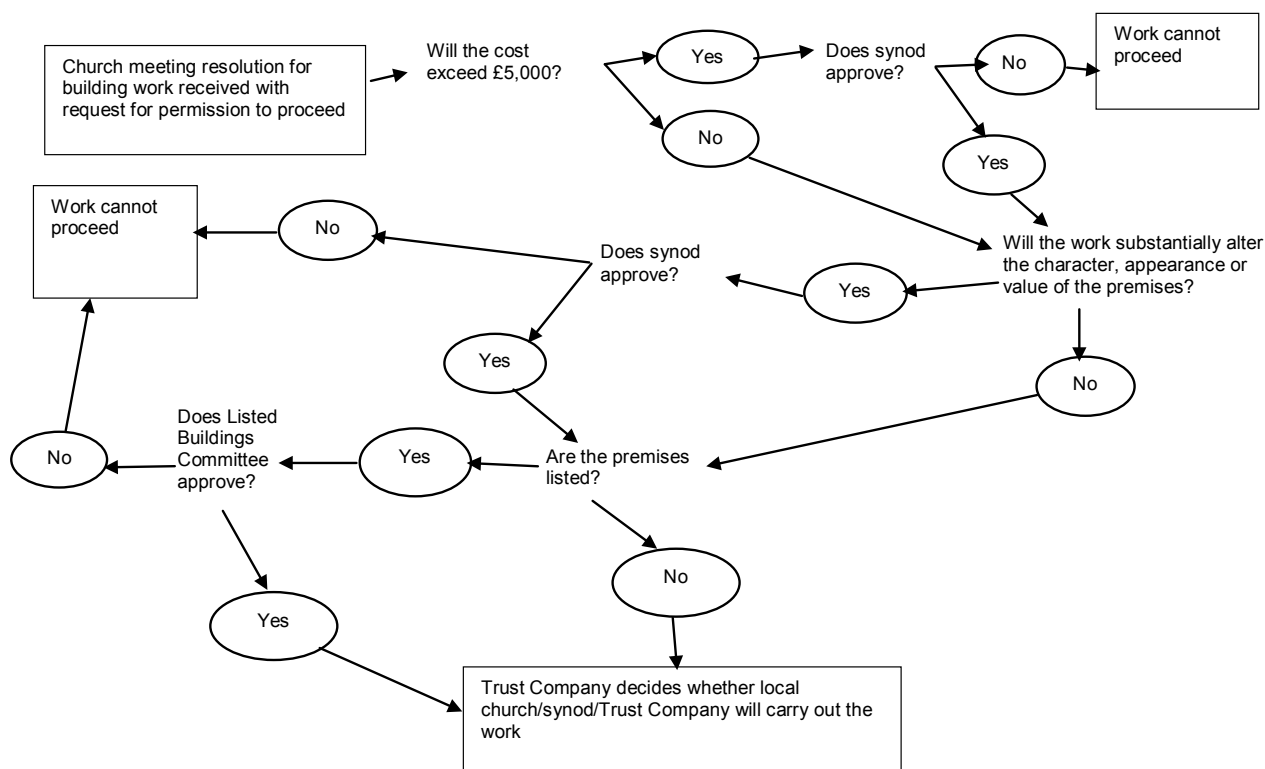 Church meeting resolution for
building work received with
request for permission to proceed
Will the cost
exceed £5,000?
Yes
No
Does synod
approve?
No
Yes
Work cannot
proceed
Will the work substantially alter
the character, appearance or
value of the premises?
Yes
No
Does synod
approve?
No
Work cannot
proceed
Yes
Are the premises
listed?
Yes
No
Does Listed
Buildings
Committee
approve?
No
Yes
Trust Company decides whether local
church/synod/Trust Company will carry out the
work